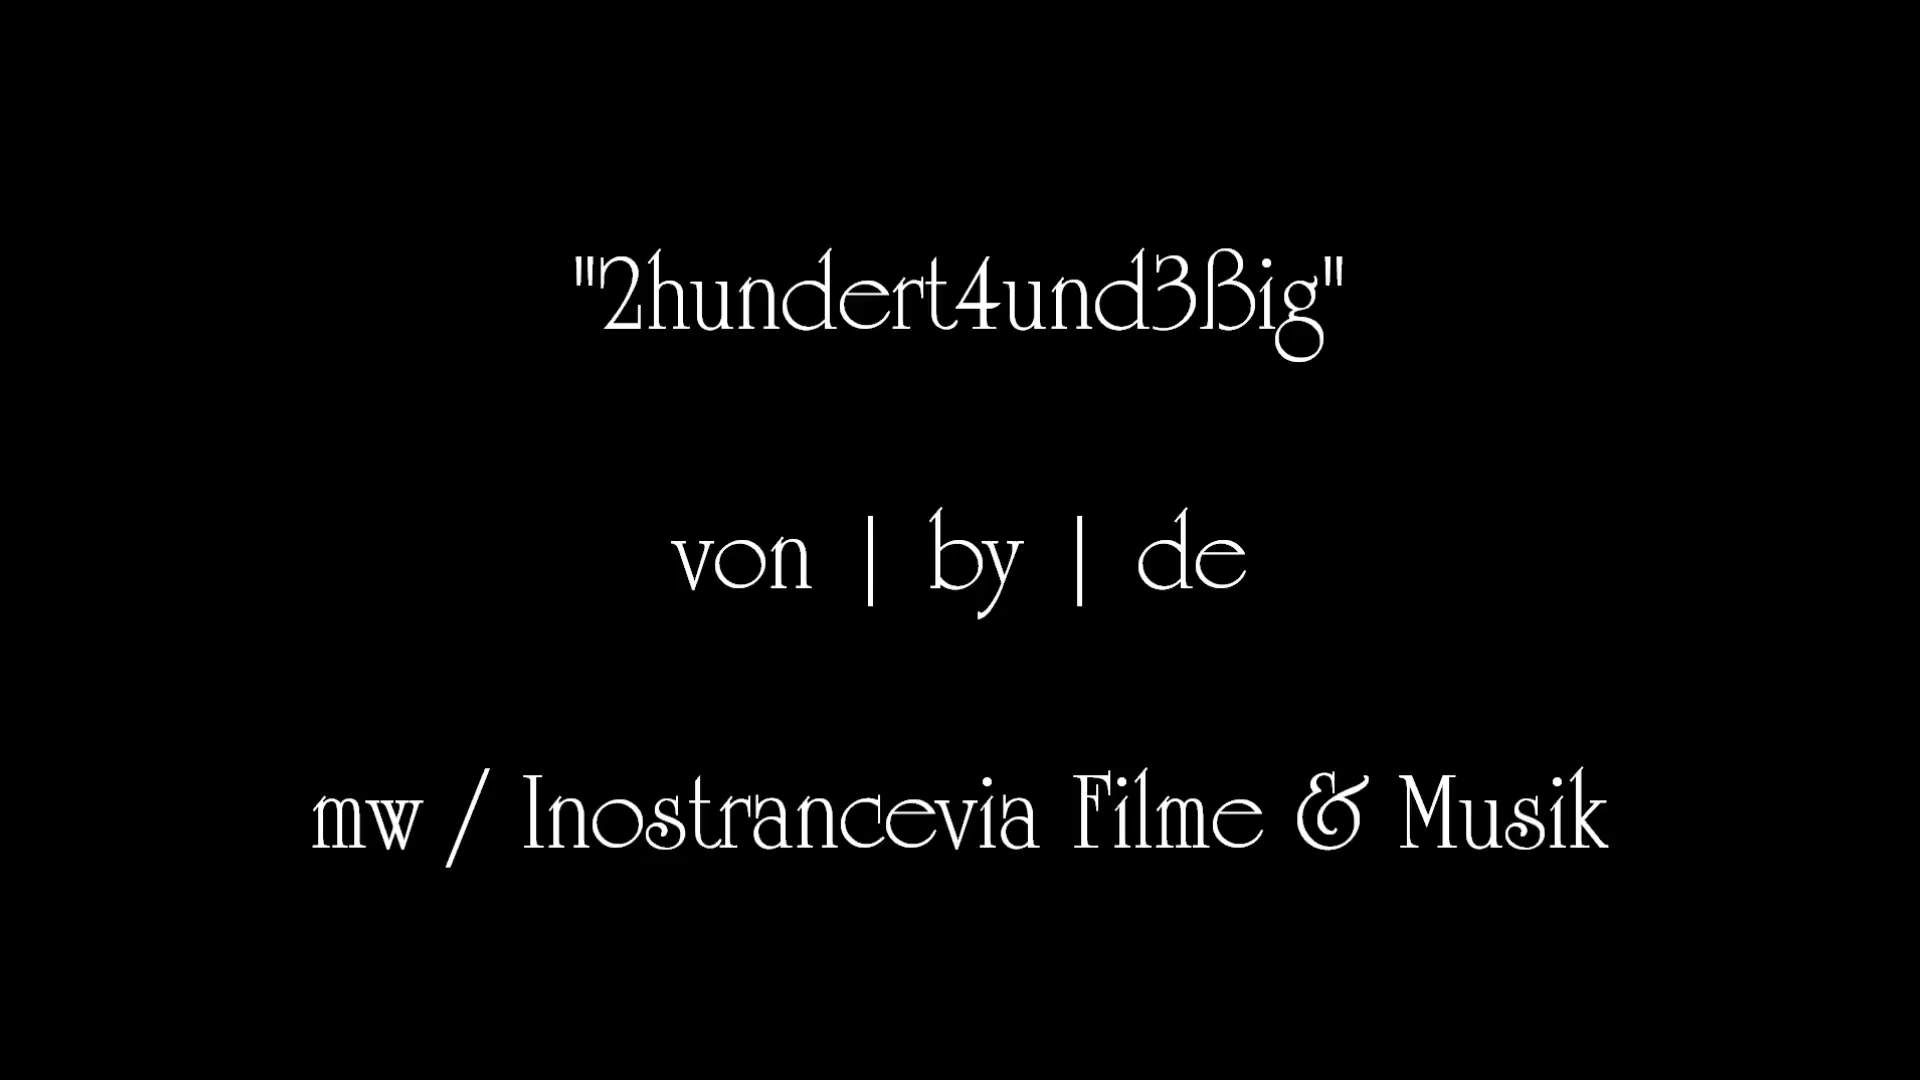 "2hundert4und3ßig"
von | by | de
mw / Inostrancevia Filme & Musik